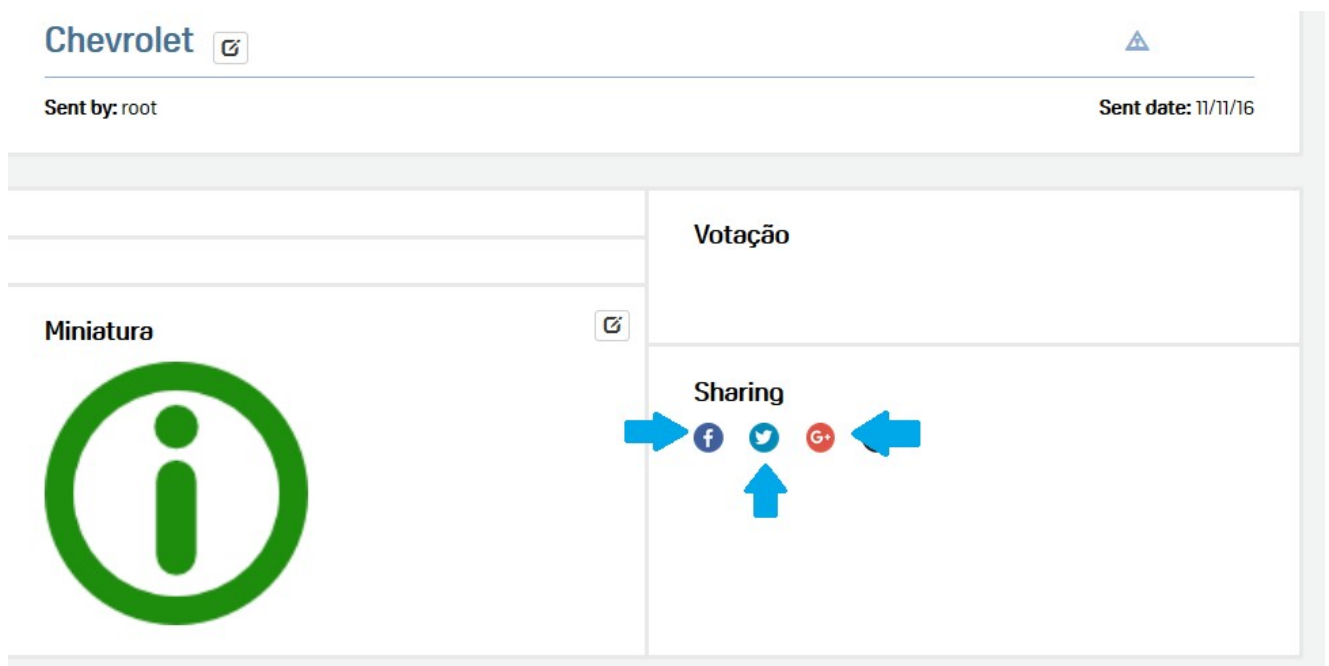 Chevrolet
Sent by: root
Sent date: 11/11/16
Votação
Miniatura
Sharing
f
G+